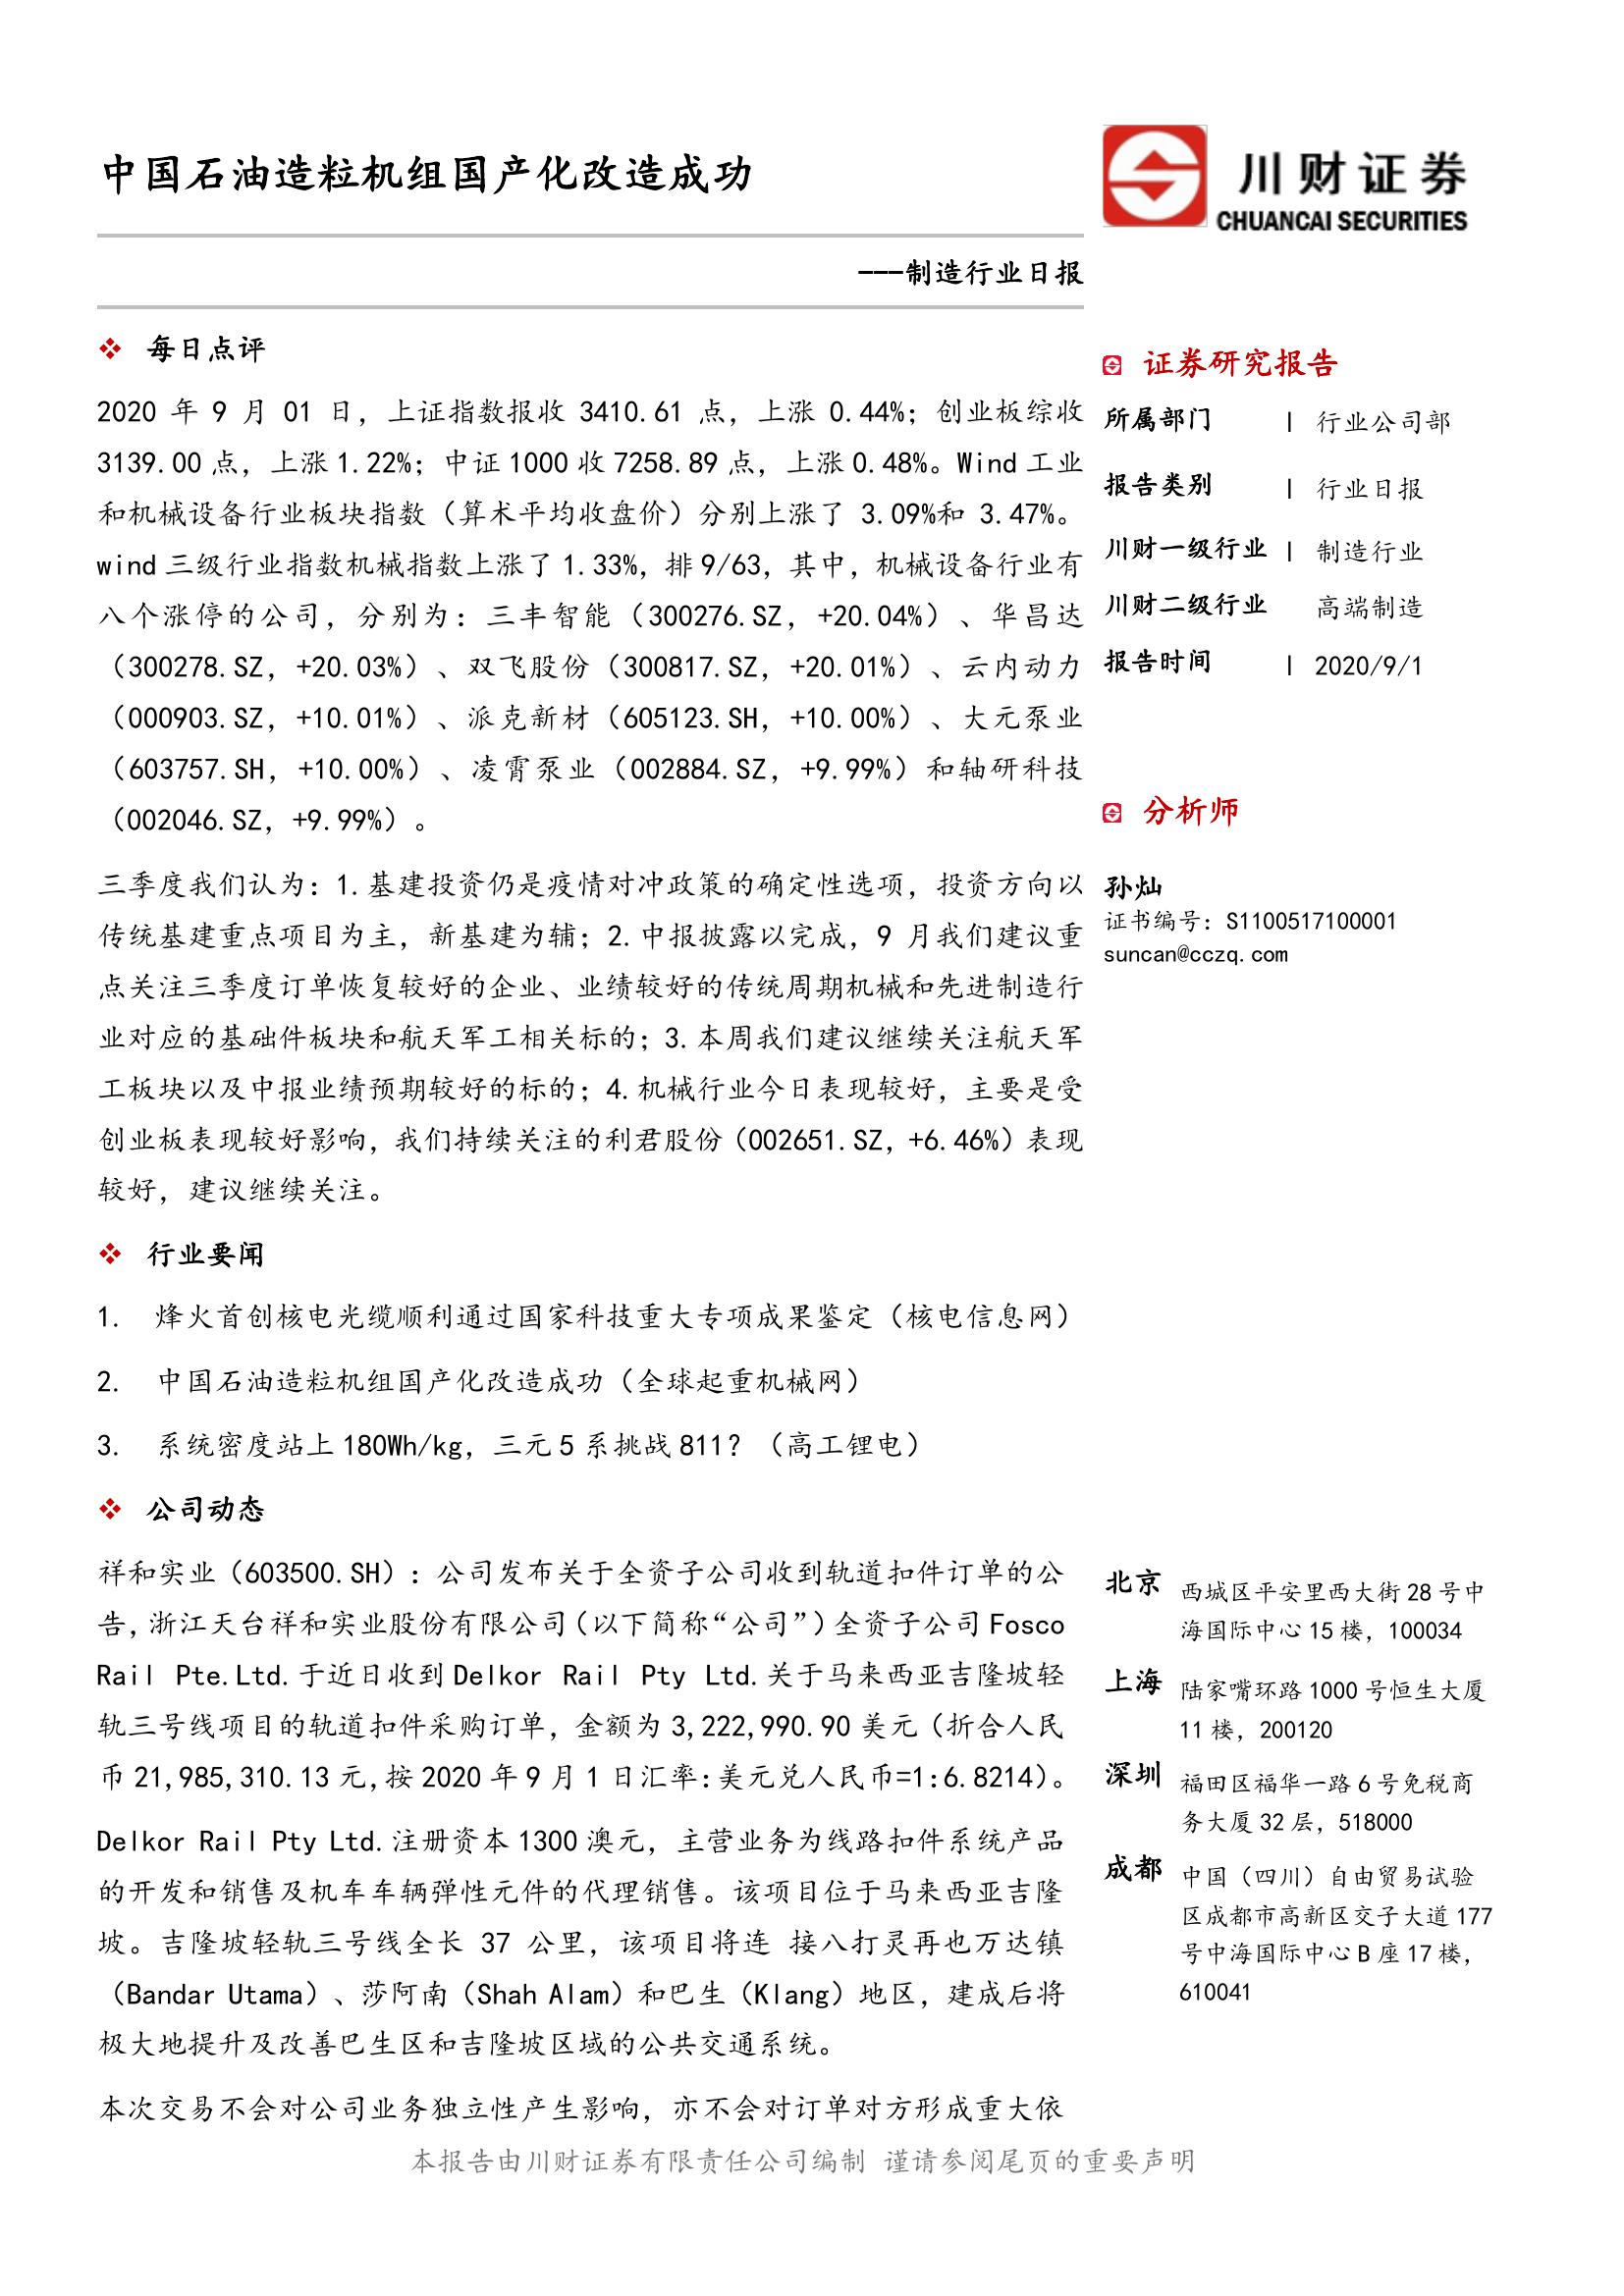 中国石油造粒机组国产化改造成功
川财证券
CHUANCAI SECURITIES
---制造行业日报
❖ 每日点评
2020 年 9 月 01 日，上证指数报收 3410.61 点，上涨 0.44%；创业板综收
3139.00 点，上涨 1.22%；中证 1000 收 7258.89 点，上涨 0.48%。Wind 工业
和机械设备行业板块指数（算术平均收盘价）分别上涨了 3.09%和 3.47%。
wind 三级行业指数机械指数上涨了 1.33%，排 9/63，其中，机械设备行业有
八个涨停的公司，分别为：三丰智能（300276.SZ，+20.04%）、华昌达
（300278.SZ，+20.03%）、双飞股份（300817.SZ，+20.01%）、云内动力
（000903.SZ，+10.01%）、派克新材（605123.SH，+10.00%）、大元泵业
（603757.SH，+10.00%）、凌霄泵业（002884.SZ，+9.99%）和轴研科技
（002046.SZ，+9.99%）。
三季度我们认为：1.基建投资仍是疫情对冲政策的确定性选项，投资方向以
传统基建重点项目为主，新基建为辅；2.中报披露以完成，9 月我们建议重
点关注三季度订单恢复较好的企业、业绩较好的传统周期机械和先进制造行
业对应的基础件板块和航天军工相关标的；3.本周我们建议继续关注航天军
工板块以及中报业绩预期较好的标的；4.机械行业今日表现较好，主要是受
创业板表现较好影响，我们持续关注的利君股份（002651.SZ，+6.46%）表现
较好，建议继续关注。
❖ 行业要闻
1. 烽火首创核电光缆顺利通过国家科技重大专项成果鉴定（核电信息网）
2. 中国石油造粒机组国产化改造成功（全球起重机械网）
3. 系统密度站上 180Wh/kg，三元 5 系挑战 811？（高工锂电）
❖ 公司动态
祥和实业（603500.SH）：公司发布关于全资子公司收到轨道扣件订单的公
告，浙江天台祥和实业股份有限公司（以下简称“公司”）全资子公司 Fosco
Rail Pte.Ltd.于近日收到 Delkor Rail Pty Ltd.关于马来西亚吉隆坡轻
轨三号线项目的轨道扣件采购订单，金额为 3,222,990.90 美元（折合人民
币 21,985,310.13 元,按 2020 年 9 月 1 日汇率:美元兑人民币=1:6.8214）。
Delkor Rail Pty Ltd.注册资本 1300 澳元，主营业务为线路扣件系统产品
的开发和销售及机车车辆弹性元件的代理销售。该项目位于马来西亚吉隆
坡。吉隆坡轻轨三号线全长 37 公里，该项目将连 接八打灵再也万达镇
（Bandar Utama）、莎阿南（Shah Alam）和巴生（Klang）地区，建成后将
极大地提升及改善巴生区和吉隆坡区域的公共交通系统。
本次交易不会对公司业务独立性产生影响，亦不会对订单对方形成重大依
证券研究报告
所属部门 | 行业公司部
报告类别 | 行业日报
川财一级行业 | 制造行业
川财二级行业 高端制造
报告时间 | 2020/9/1
分析师
孙灿
证书编号：S1100517100001
suncan@cczq.com
北京 西城区平安里西大街 28 号中
海国际中心 15 楼，100034
上海 陆家嘴环路 1000 号恒生大厦
11 楼，200120
深圳 福田区福华一路 6 号免税商
务大厦 32 层，518000
成都 中国（四川）自由贸易试验
区成都市高新区交子大道 177
号中海国际中心 B 座 17 楼，
610041
本报告由川财证券有限责任公司编制 谨请参阅尾页的重要声明